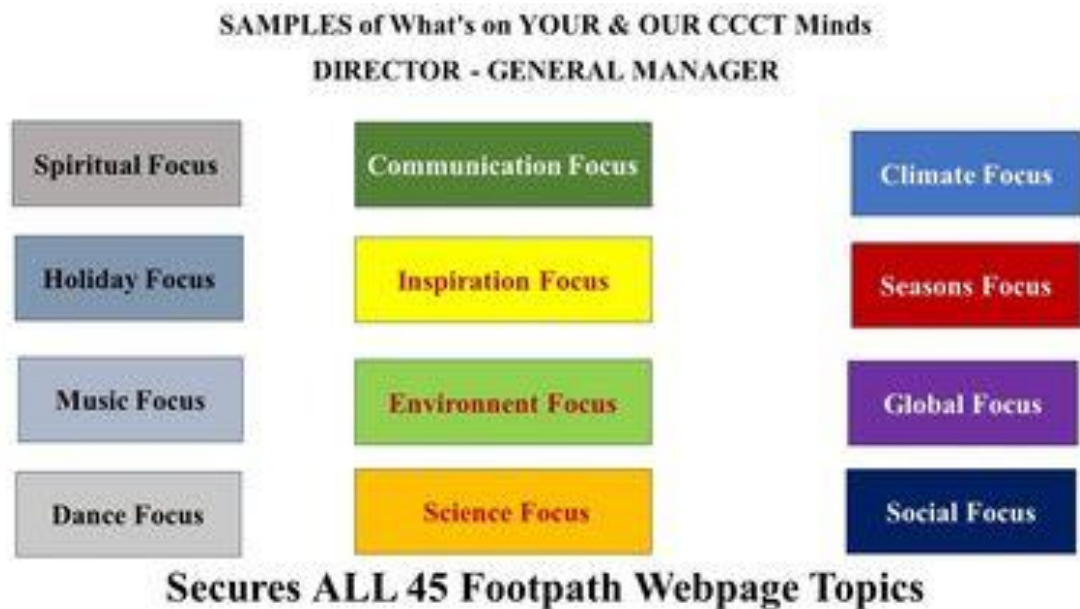 SAMPLES of What's on YOUR & OUR CCCT Minds
DIRECTOR - GENERAL MANAGER
Spiritual Focus
Communication Focus
Climate Focus
Holiday Focus
Inspiration Focus
Seasons Focus
Music Focus
Environnent Focus
Global Focus
Dance Focus
Science Focus
Social Focus
Secures ALL 45 Footpath Webpage Topics